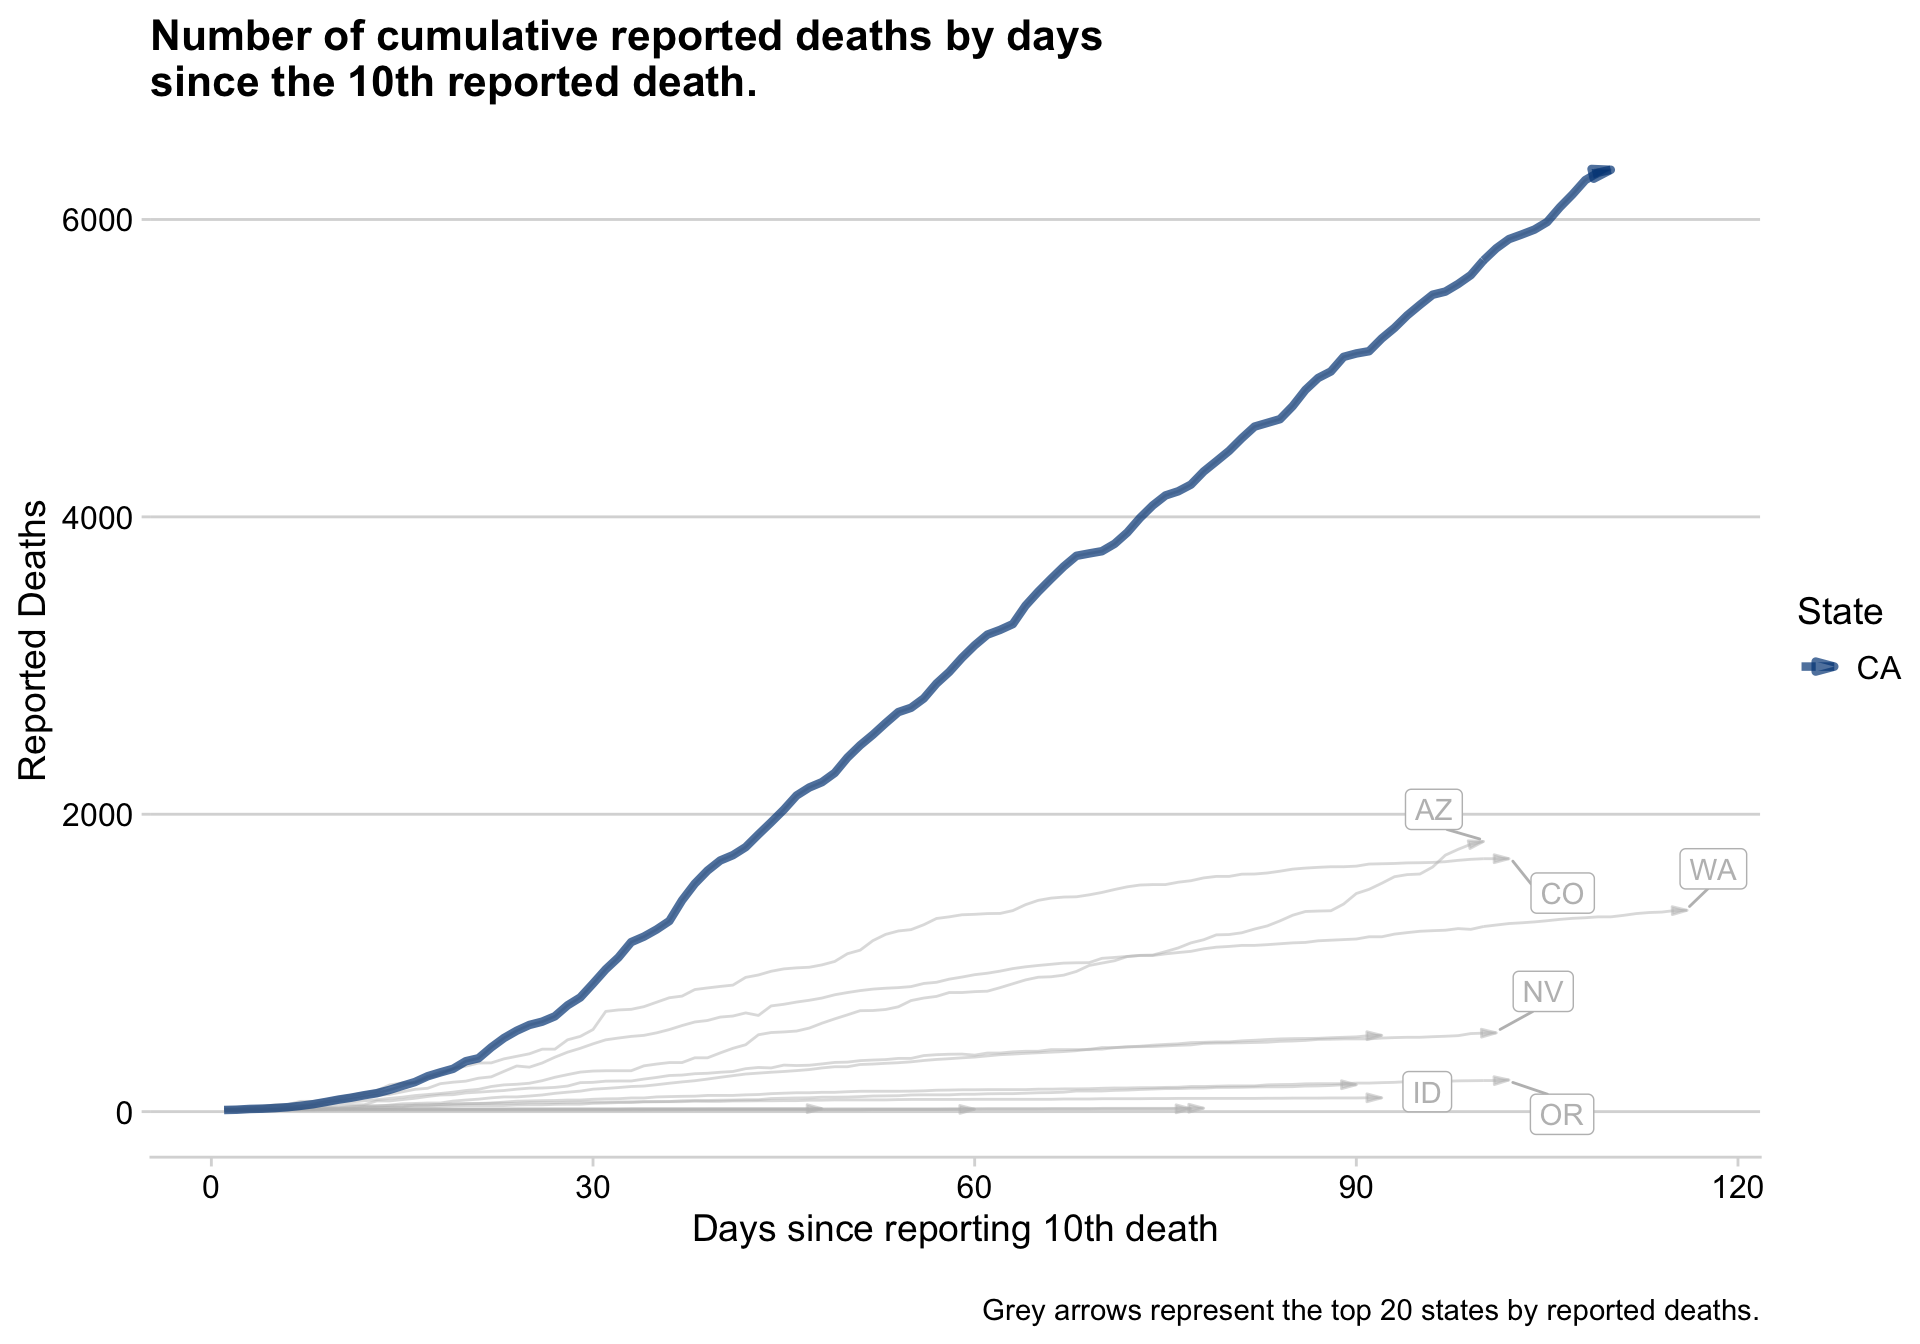 Number of cumulative reported deaths by days
since the 10th reported death.
6000
4000
2000
0
Reported Deaths
AZ
WA
CO
NV
ID
OR
State
CA
0
30
60
90
120
Days since reporting 10th death
Grey arrows represent the top 20 states by reported deaths.